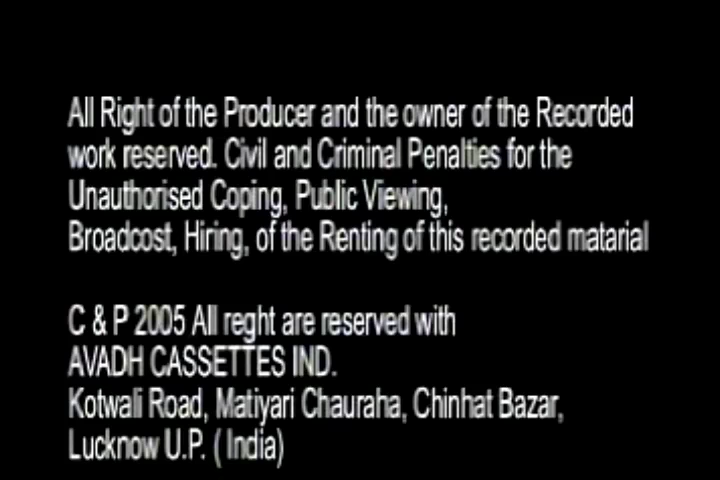 All Right of the Producer and the owner of the Recorded
work reserved. Civil and Criminal Penalties for the
Unauthorised Coping, Public Viewing,
Broadcost, Hiring, of the Renting of this recorded matarial
C & P 2005 All reght are reserved with
AVADH CASSETTES IND.
Kotwali Road, Matiyari Chauraha, Chinhat Bazar,
Lucknow U.P. ( India)